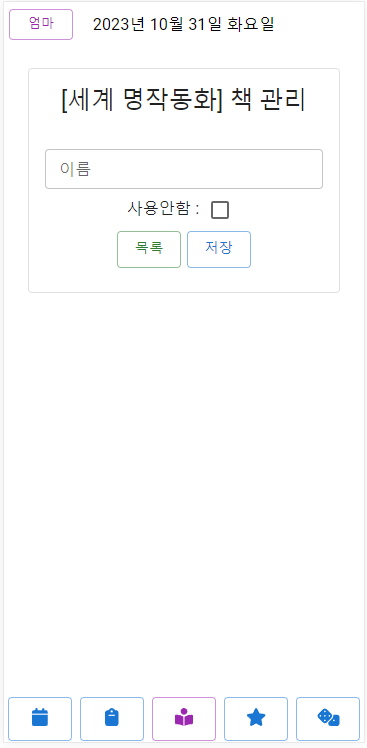 엄마 2023년 10월 31일 화요일
[세계 명작동화] 책 관리
이름
사용안함 :
목록 저장